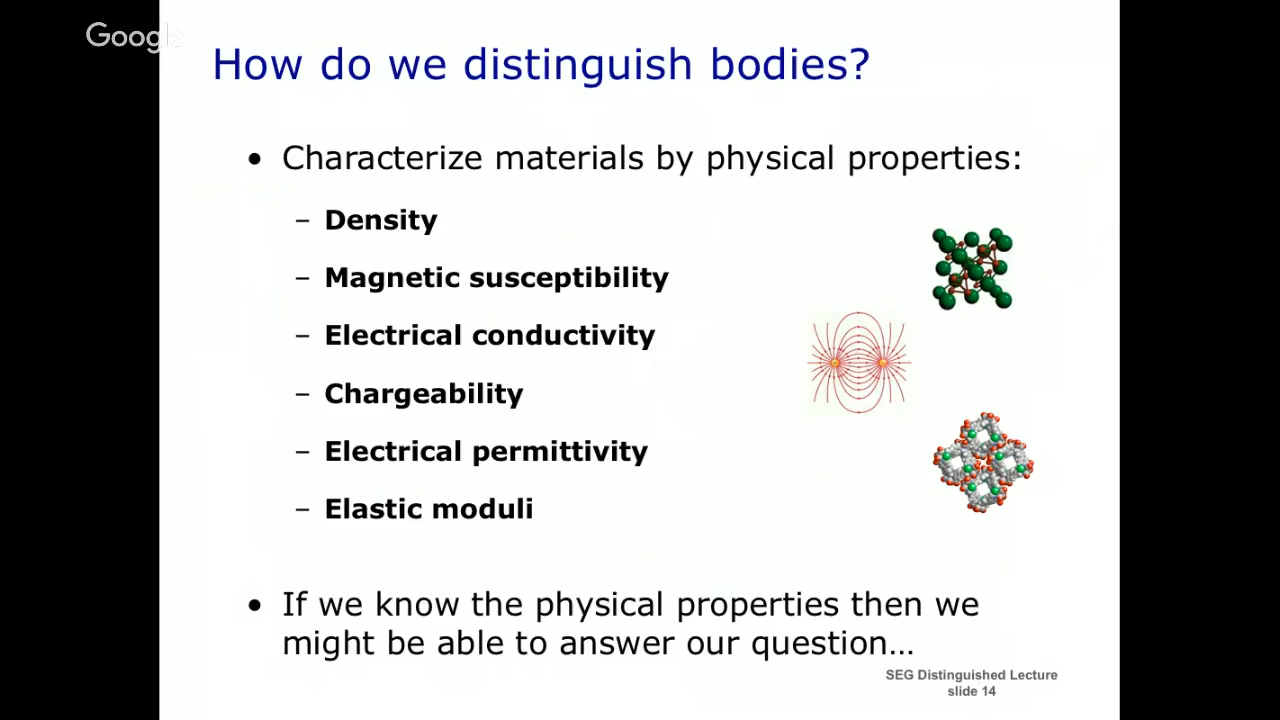 Google
How do we distinguish bodies?
• Characterize materials by physical properties:
– Density
– Magnetic susceptibility
– Electrical conductivity
– Chargeability
– Electrical permittivity
– Elastic moduli
• If we know the physical properties then we
might be able to answer our question…
SEG Distinguished Lecture
slide 14